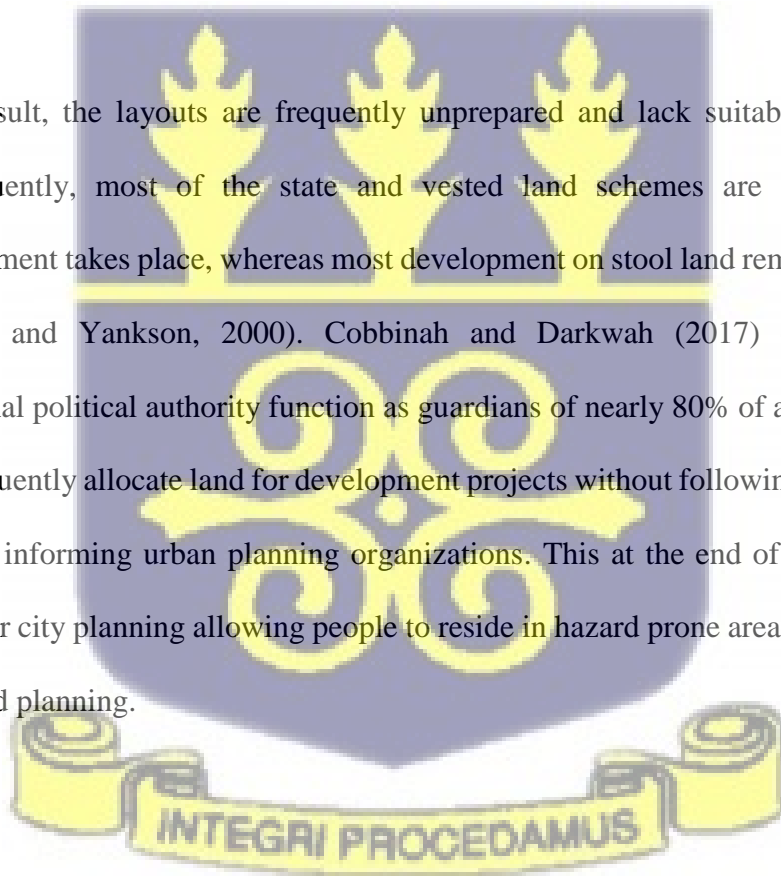 sult, the layouts are frequently unprepared and lack suitab
uently, most of the state and vested land schemes are
ment takes place, whereas most development on stool land rem
and Yankson, 2000). Cobbinah and Darkwah (2017)
nal political authority function as guardians of nearly 80% of a
quently allocate land for development projects without followin
informing urban planning organizations. This at the end of
r city planning allowing people to reside in hazard prone area
d planning.
INTEGRI PROCEDAMUS